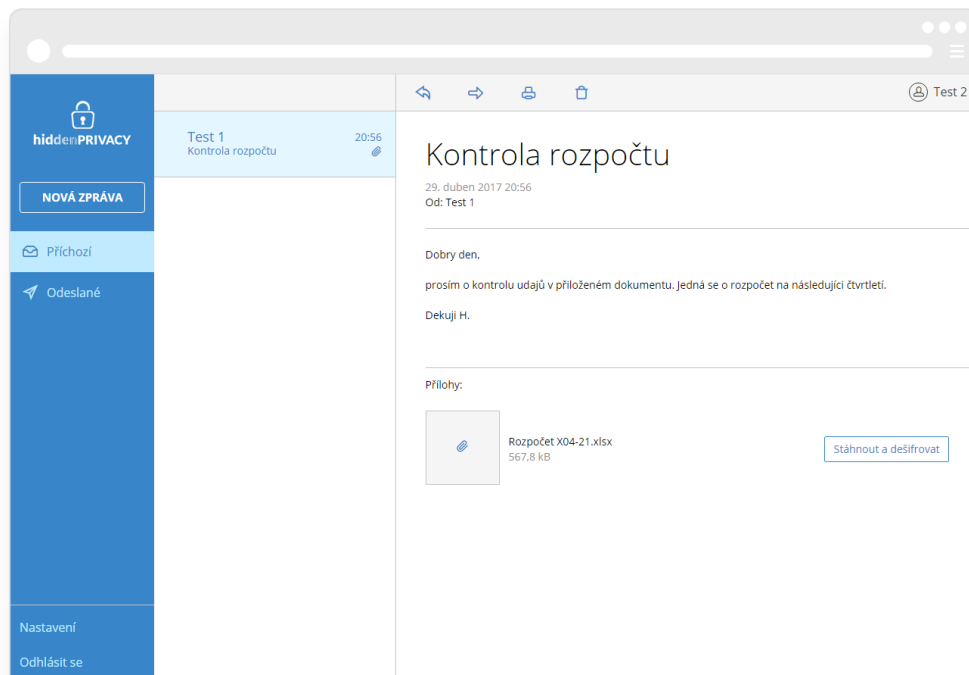 hiddenPRIVACY
NOVÁ ZPRÁVA
Příchozí
Odeslané
Nastavení
Odhlásit se
Test 1 20:56
Kontrola rozpočtu
Test 2
Kontrola rozpočtu
29. duben 2017 20:56
Od: Test 1
Dobry den,
prosím o kontrolu udajů v přiloženém dokumentu. Jedná se o rozpočet na následujíci čtvrtletí.
Dekuji H.
Přílohy:
Rozpočet X04-21.xlsx
567,8 kB
Stáhnout a dešifrovat